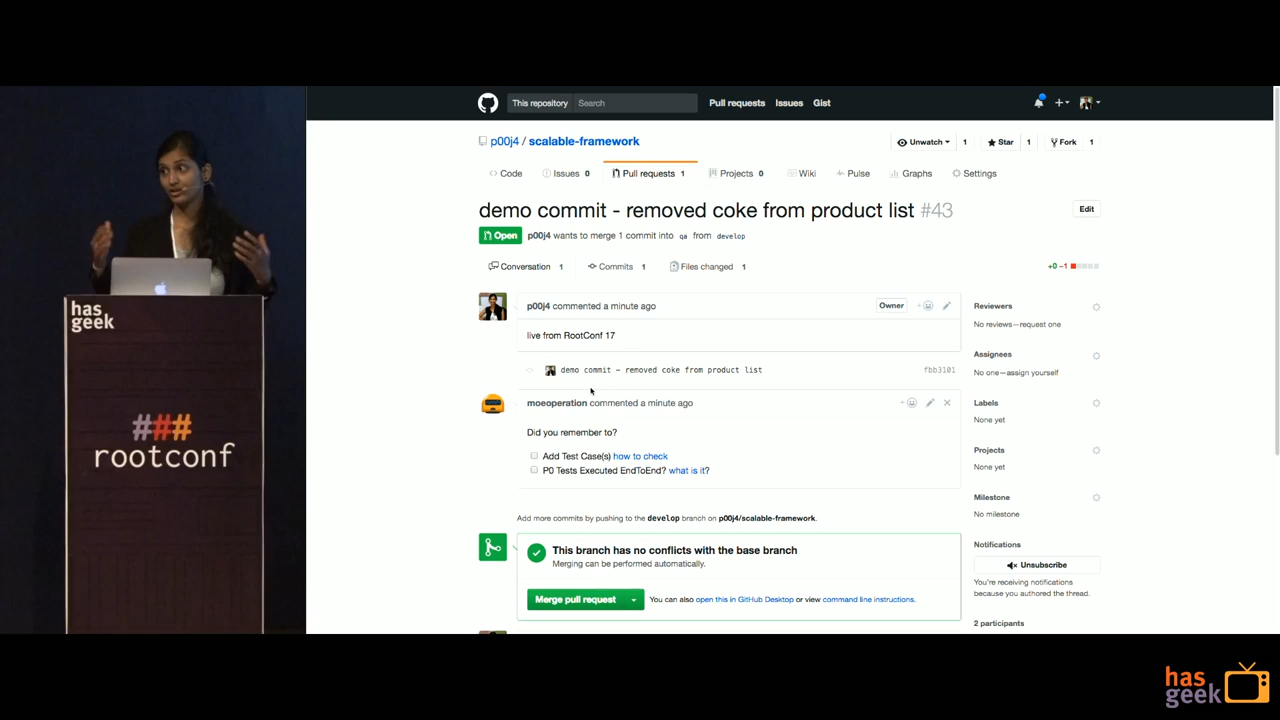 This repository Search Pull requests Issues Gist
p00j4 / scalable-framework
Unwatch 1 Star 1 Fork 1
Code Issues 0 Pull requests 1 Projects 0 Wiki Pulse Graphs Settings
demo commit - removed coke from product list #43
Edit
Open p00j4 wants to merge 1 commit into qa from develop
Conversation 1 Commits 1 Files changed 1
+0 −1
p00j4 commented a minute ago
Owner
live from RootConf 17
demo commit - removed coke from product list fbb3101
moeoperation commented a minute ago
Did you remember to?
Add Test Case(s) how to check
P0 Tests Executed EndToEnd? what is it?
Add more commits by pushing to the develop branch on p00j4/scalable-framework.
This branch has no conflicts with the base branch
Merging can be performed automatically.
Merge pull request
You can also open this in GitHub Desktop or view command line instructions.
Reviewers
No reviews—request one
Assignees
No one—assign yourself
Labels
None yet
Projects
None yet
Milestone
No milestone
Notifications
Unsubscribe
You're receiving notifications
because you authored the thread.
2 participants
has
geek
###
rootconf
has
geek